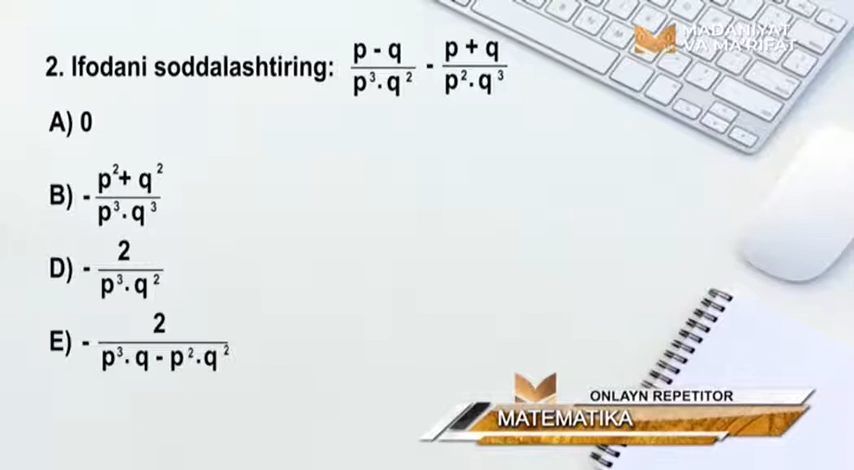 MADANIYAT
VA MA'RIFAT
2. Ifodani soddalashtiring: (p - q)/(p³·q²) - (p + q)/(p²·q³)
A) 0
B) - (p²+ q²)/(p³·q³)
D) - 2/(p³·q²)
E) - 2/(p³·q - p²·q²)
ONLAYN REPETITOR
MATEMATIKA